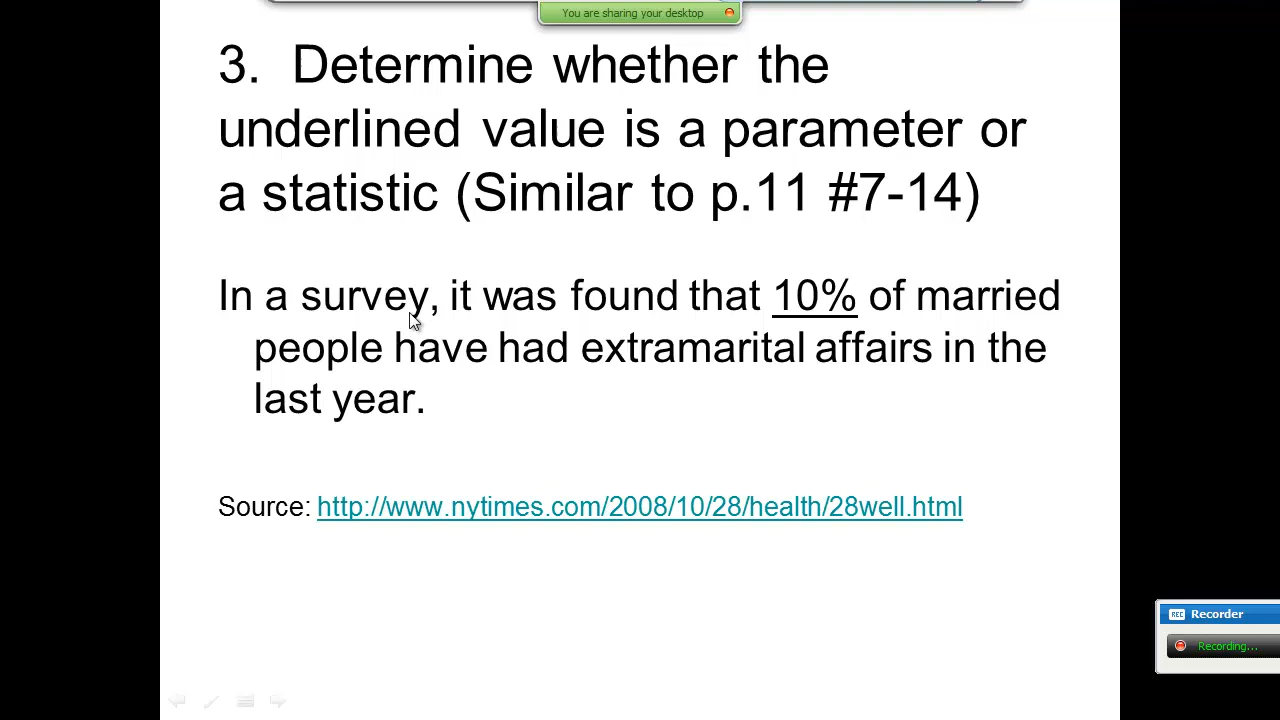 You are sharing your desktop
3. Determine whether the
underlined value is a parameter or
a statistic (Similar to p.11 #7-14)
In a survey, it was found that 10% of married
people have had extramarital affairs in the
last year.
Source: http://www.nytimes.com/2008/10/28/health/28well.html
REC Recorder
Recording...